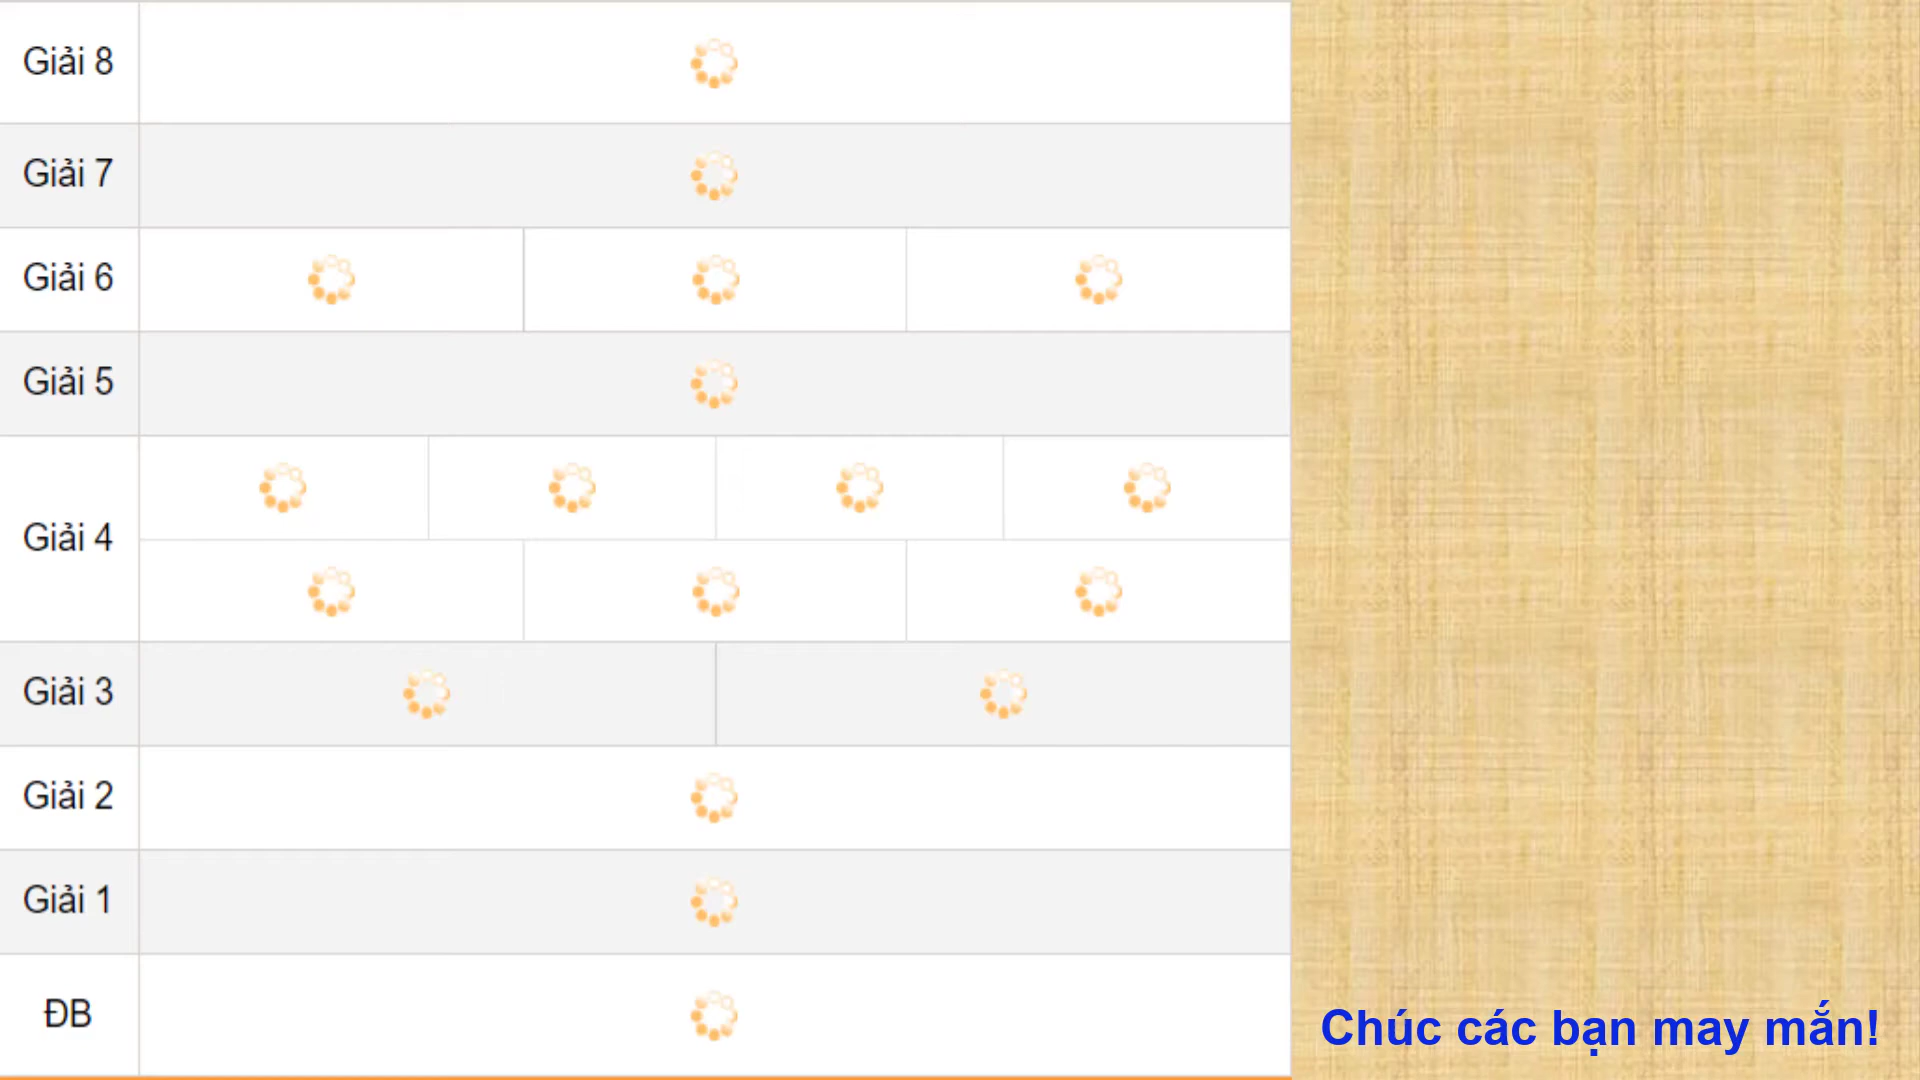 Giải 8
Giải 7
Giải 6
Giải 5
Giải 4
Giải 3
Giải 2
Giải 1
ĐB
Chúc các bạn may mắn!